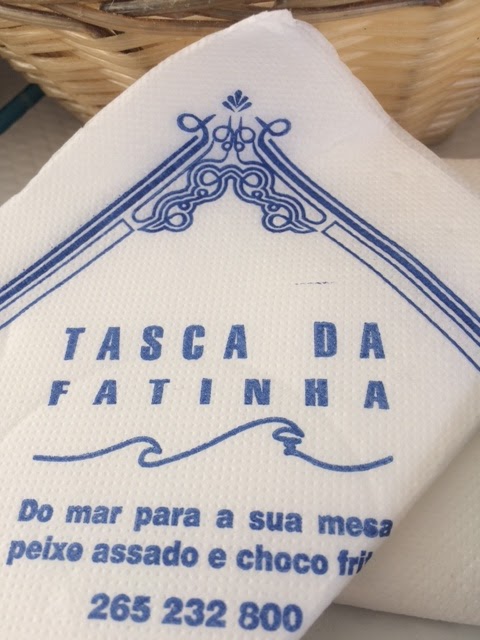 TASCA DA
FATINHA
Do mar para a sua mesa
peixe assado e choco
265 232 800